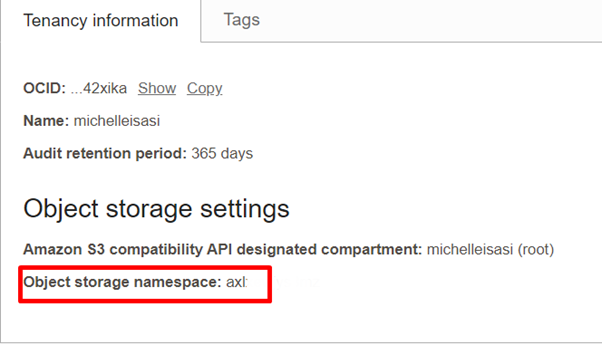 Tenancy information
Tags
OCID: ...42xika Show Copy
Name: michelleisasi
Audit retention period: 365 days
Object storage settings
Amazon S3 compatibility API designated compartment: michelleisasi (root)
Object storage namespace: axl